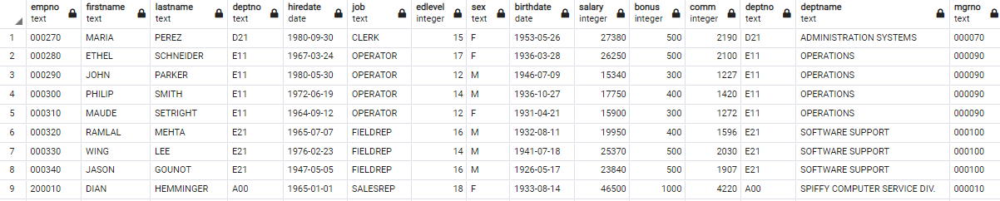 empno firstname lastname deptno hiredate job edlevel sex birthdate salary bonus comm deptno deptname mgrno
text text text text date text integer text date integer integer integer text text text
1 000270 MARIA PEREZ D21 1980-09-30 CLERK 15 F 1953-05-26 27380 500 2190 D21 ADMINISTRATION SYSTEMS 000070
2 000280 ETHEL SCHNEIDER E11 1967-03-24 OPERATOR 17 F 1936-03-28 26250 500 2100 E11 OPERATIONS 000090
3 000290 JOHN PARKER E11 1980-05-30 OPERATOR 12 M 1946-07-09 15340 300 1227 E11 OPERATIONS 000090
4 000300 PHILIP SMITH E11 1972-06-19 OPERATOR 14 M 1936-10-27 17750 400 1420 E11 OPERATIONS 000090
5 000310 MAUDE SETRIGHT E11 1964-09-12 OPERATOR 12 F 1931-04-21 15900 300 1272 E11 OPERATIONS 000090
6 000320 RAMLAL MEHTA E21 1965-07-07 FIELDREP 16 M 1932-08-11 19950 400 1596 E21 SOFTWARE SUPPORT 000100
7 000330 WING LEE E21 1976-02-23 FIELDREP 14 M 1941-07-18 25370 500 2030 E21 SOFTWARE SUPPORT 000100
8 000340 JASON GOUNOT E21 1947-05-05 FIELDREP 16 M 1926-05-17 23840 500 1907 E21 SOFTWARE SUPPORT 000100
9 200010 DIAN HEMMINGER A00 1965-01-01 SALESREP 18 F 1933-08-14 46500 1000 4220 A00 SPIFFY COMPUTER SERVICE DIV. 000010